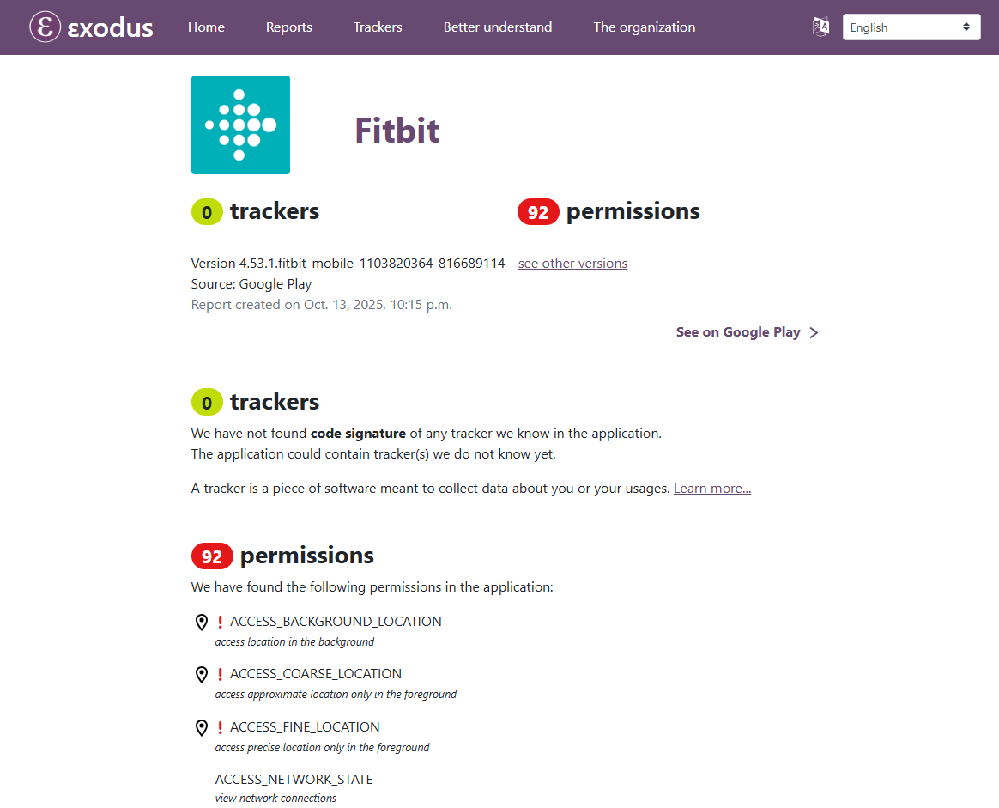 εxodus Home Reports Trackers Better understand The organization English
Fitbit
0 trackers 92 permissions
Version 4.53.1.fitbit-mobile-1103820364-816689114 - see other versions
Source: Google Play
Report created on Oct. 13, 2025, 10:15 p.m.
See on Google Play
0 trackers
We have not found code signature of any tracker we know in the application.
The application could contain tracker(s) we do not know yet.
A tracker is a piece of software meant to collect data about you or your usages. Learn more...
92 permissions
We have found the following permissions in the application:
! ACCESS_BACKGROUND_LOCATION
access location in the background
! ACCESS_COARSE_LOCATION
access approximate location only in the foreground
! ACCESS_FINE_LOCATION
access precise location only in the foreground
ACCESS_NETWORK_STATE
view network connections